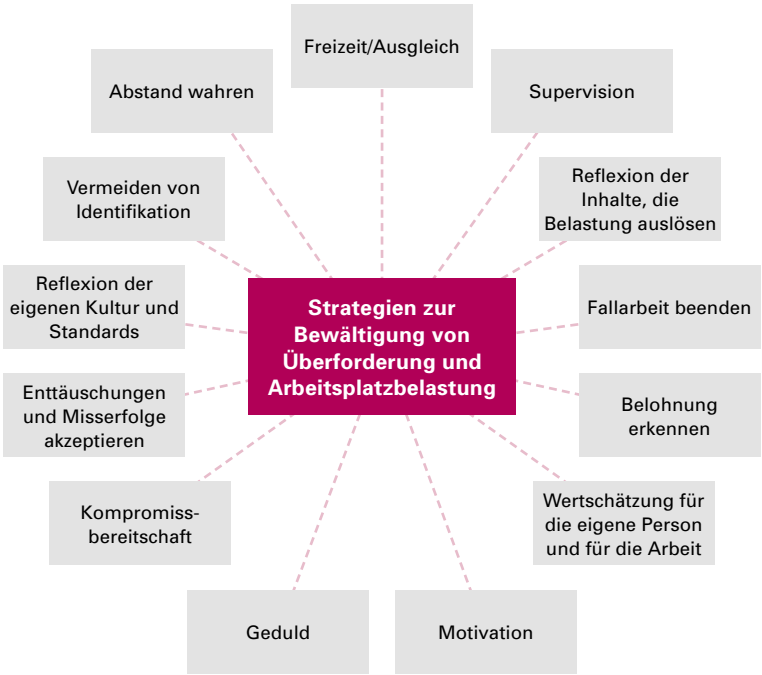 Freizeit/Ausgleich
Abstand wahren
Supervision
Vermeiden von
Identifikation
Reflexion der
Inhalte, die
Belastung auslösen
Reflexion der
eigenen Kultur und
Standards
Strategien zur
Bewältigung von
Überforderung und
Arbeitsplatzbelastung
Fallarbeit beenden
Enttäuschungen
und Misserfolge
akzeptieren
Belohnung
erkennen
Kompromiss-
bereitschaft
Wertschätzung für
die eigene Person
und für die Arbeit
Geduld
Motivation